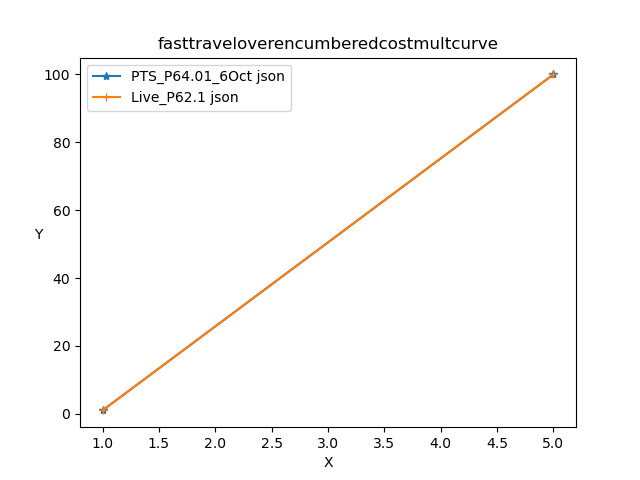 fasttraveloverencumberedcostmultcurve
PTS_P64.01_6Oct json
Live_P62.1 json
100
80
60
40
20
0
Y
1.0 1.5 2.0 2.5 3.0 3.5 4.0 4.5 5.0
X